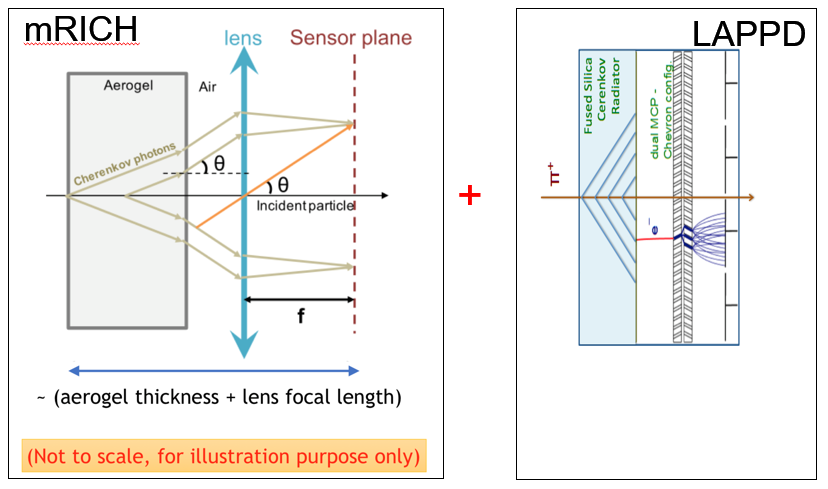 mRICH
lens
Sensor plane
Aerogel
Air
Cherenkov photons
θ
θ
Incident particle
f
~ (aerogel thickness + lens focal length)
(Not to scale, for illustration purpose only)
+
LAPPD
Fused Silica
Cerenkov
Radiator
dual MCP -
Chevron config.
π+
e−